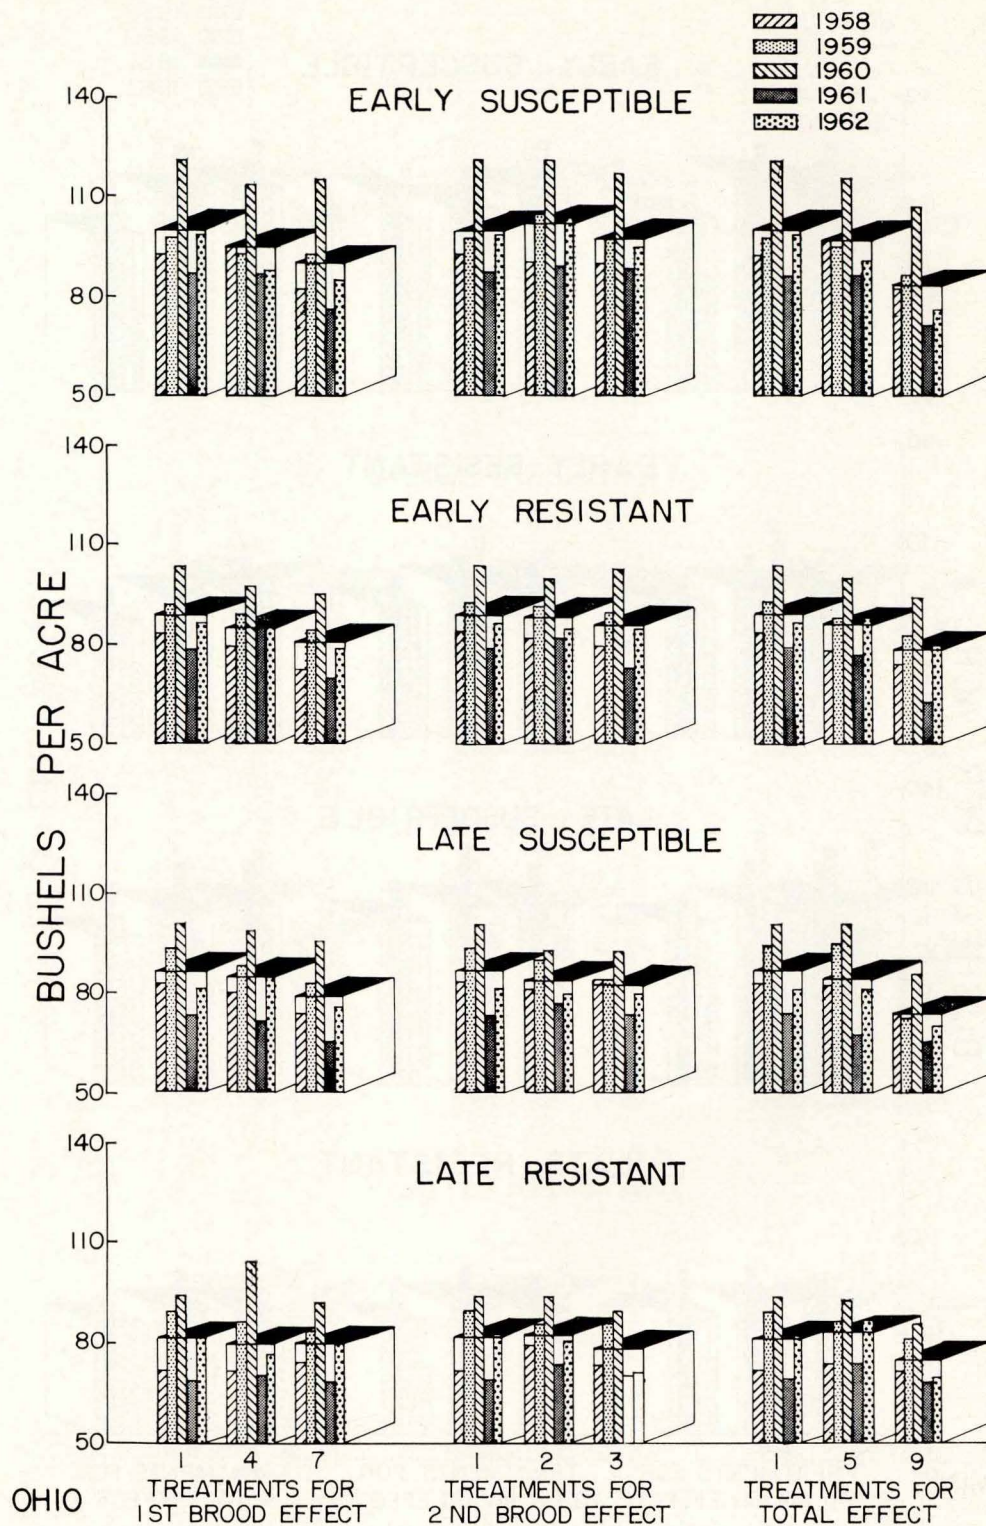 1958
1959
1960
1961
1962
EARLY SUSCEPTIBLE
140
110
80
50
EARLY RESISTANT
140
110
80
50
BUSHELS PER ACRE
LATE SUSCEPTIBLE
140
110
80
50
LATE RESISTANT
140
110
80
50
1 4 7 1 2 3 1 5 9
TREATMENTS FOR
1ST BROOD EFFECT
TREATMENTS FOR
2ND BROOD EFFECT
TREATMENTS FOR
TOTAL EFFECT
OHIO